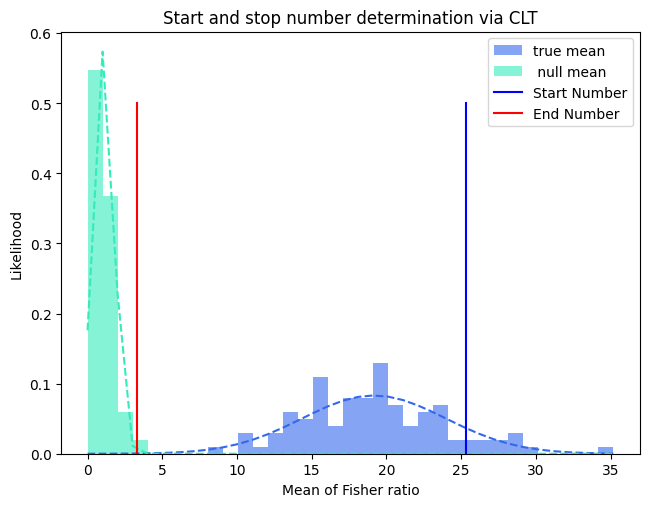 Start and stop number determination via CLT
true mean
null mean
Start Number
End Number
Likelihood
0.6
0.5
0.4
0.3
0.2
0.1
0.0
0 5 10 15 20 25 30 35
Mean of Fisher ratio